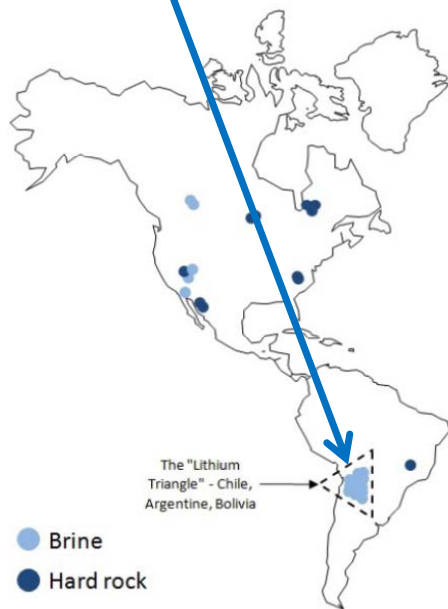 The "Lithium
Triangle" - Chile,
Argentine, Bolivia
Brine
Hard rock